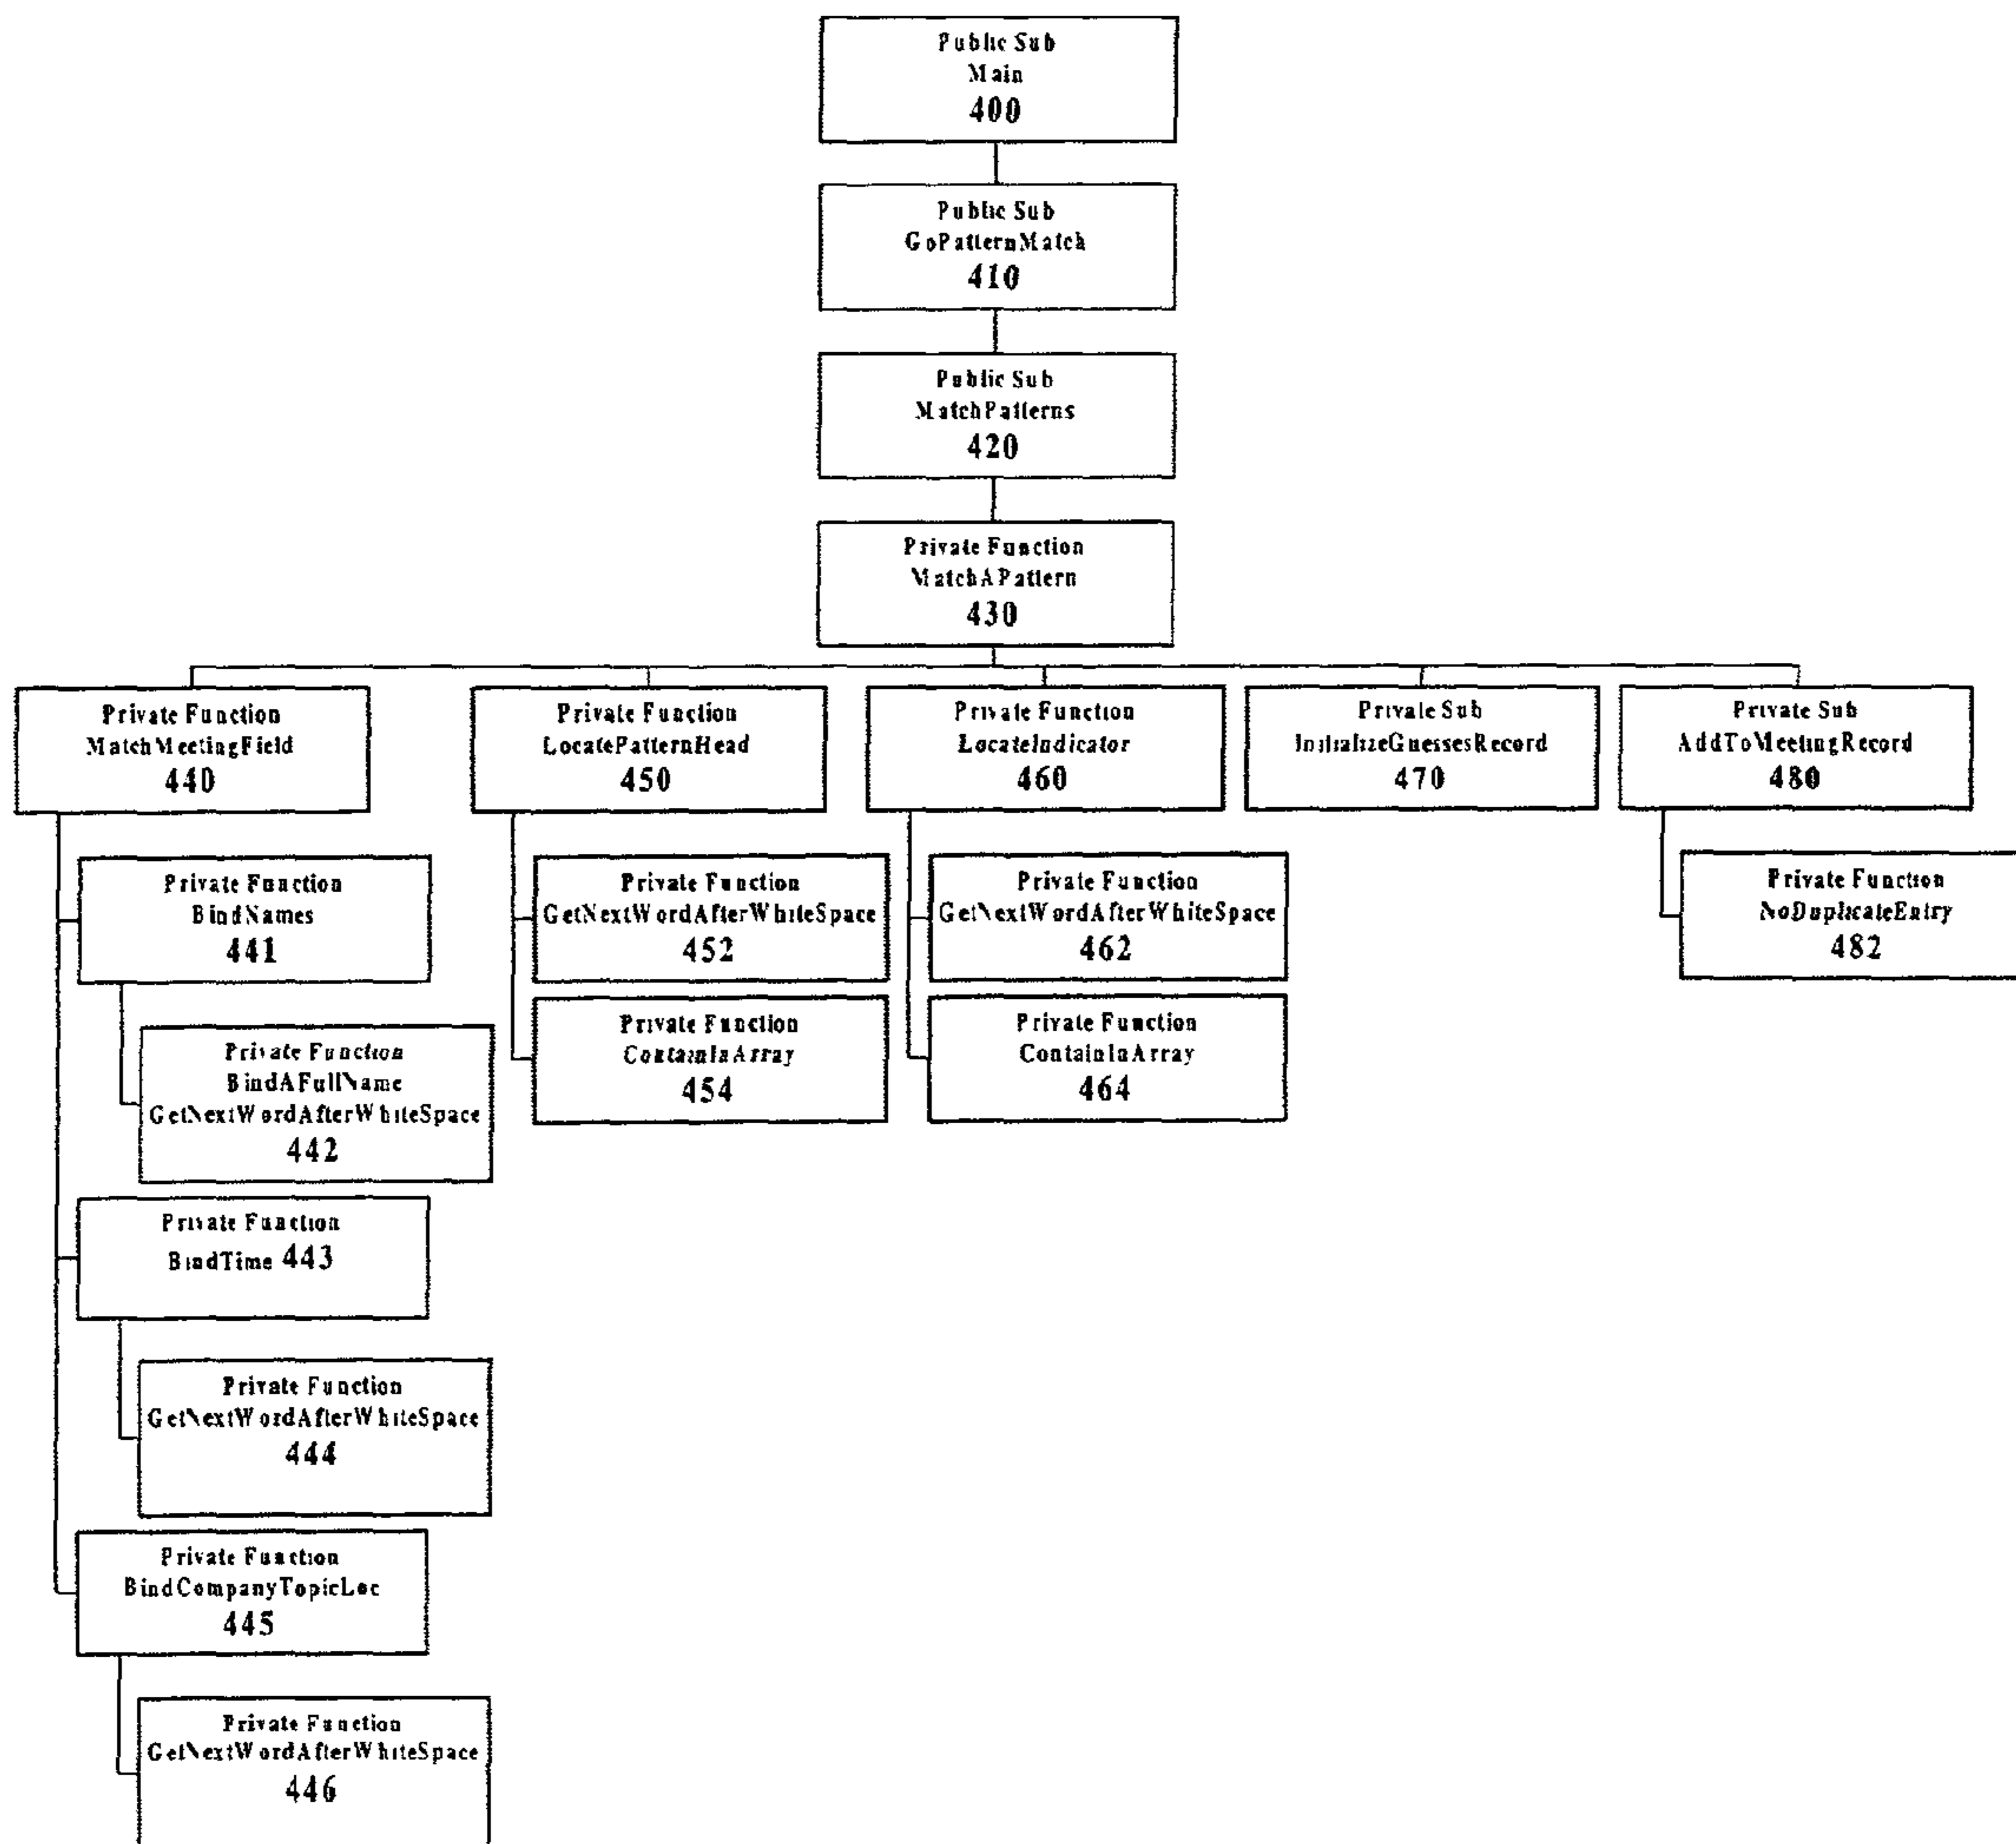 Public Sub
Main
400
Public Sub
GoPatternMatch
410
Public Sub
MatchPatterns
420
Private Function
MatchAPattern
430
Private Function
MatchMeetingField
440
Private Function
LocatePatternHead
450
Private Function
LocateIndicator
460
Private Sub
InitializeGuessesRecord
470
Private Sub
AddToMeetingRecord
480
Private Function
BindNames
441
Private Function
GetNextWordAfterWhiteSpace
452
Private Function
GetNextWordAfterWhiteSpace
462
Private Function
NoDuplicateEntry
482
Private Function
ContainInArray
454
Private Function
ContainInArray
464
Private Function
BindAFullName
GetNextWordAfterWhiteSpace
442
Private Function
BindTime 443
Private Function
GetNextWordAfterWhiteSpace
444
Private Function
BindCompanyTopicLoc
445
Private Function
GetNextWordAfterWhiteSpace
446